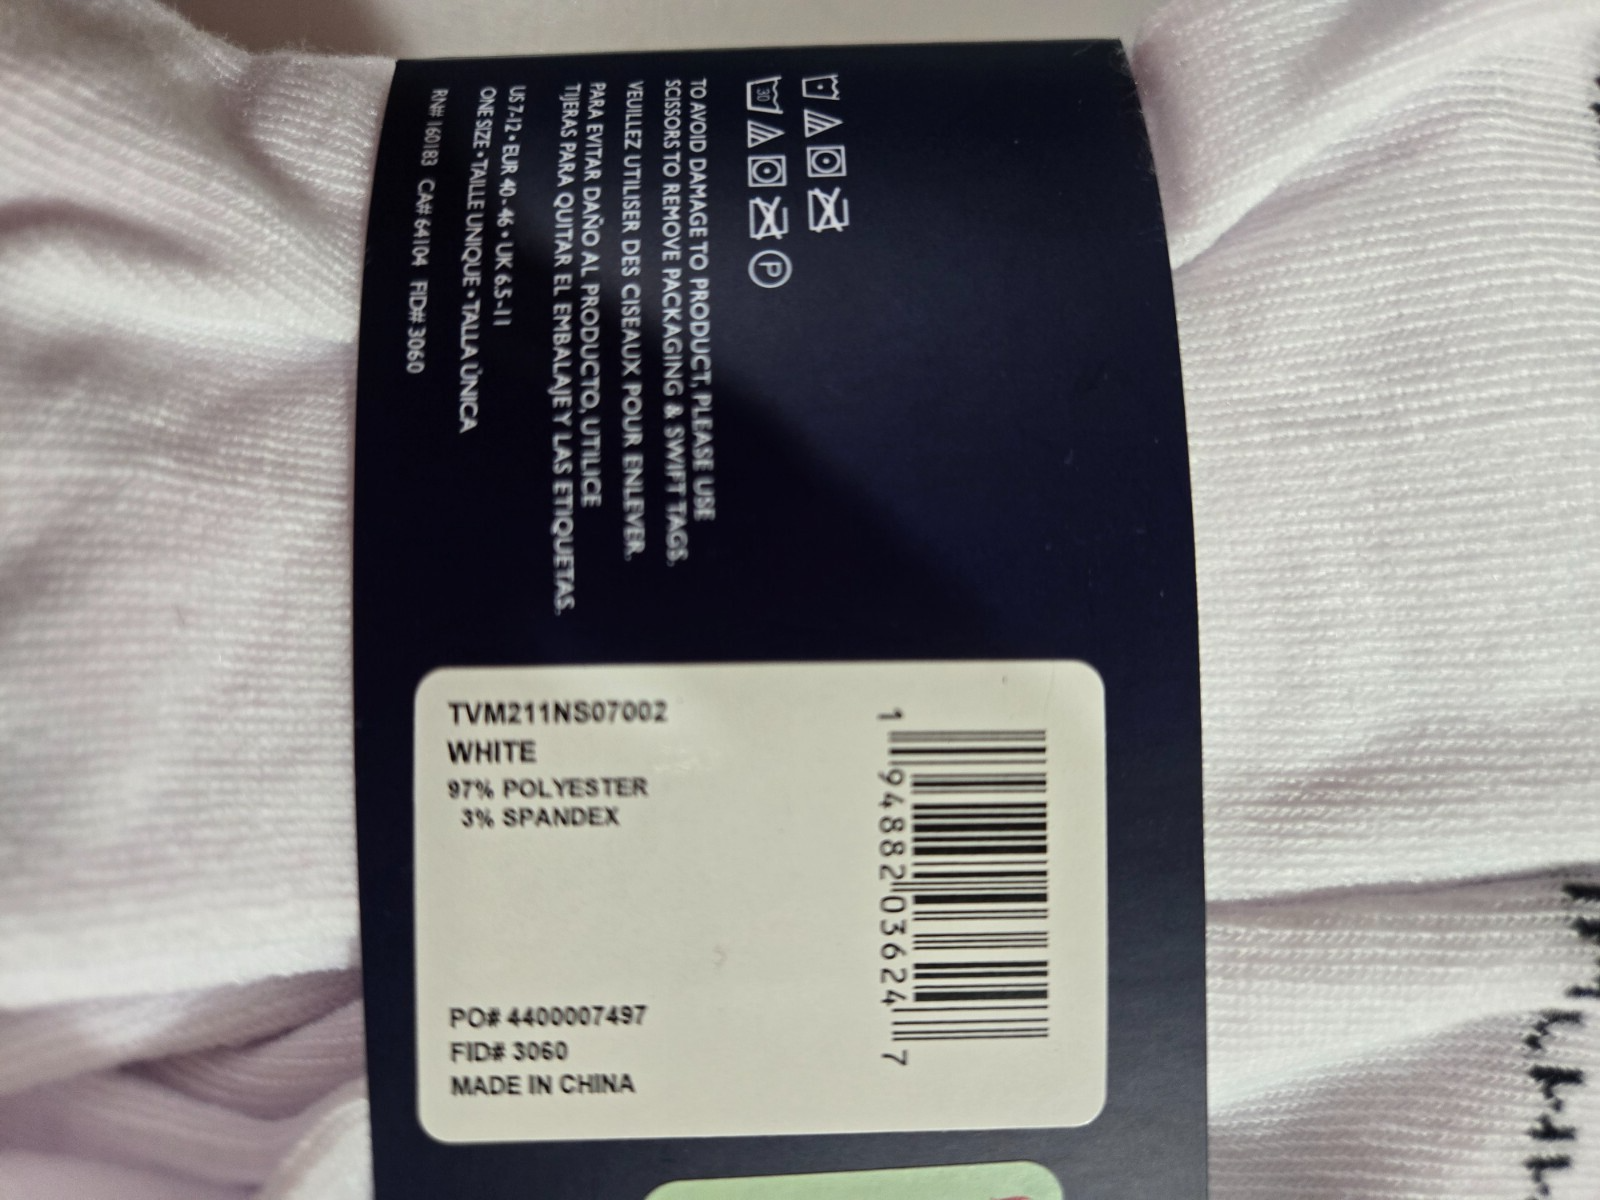 30
P
TO AVOID DAMAGE TO PRODUCT, PLEASE USE
SCISSORS TO REMOVE PACKAGING & SWIFT TAGS.
VEUILLEZ UTILISER DES CISEAUX POUR ENLEVER.
PARA EVITAR DAÑO AL PRODUCTO, UTILICE
TIJERAS PARA QUITAR EL EMBALAJE Y LAS ETIQUETAS.
US 7-12 • EUR 40 - 46 • UK 6.5-11
ONE SIZE • TAILLE UNIQUE • TALLA ÚNICA
RN# 160183 CA# 64104 FID# 3060
TVM211NS07002
WHITE
97% POLYESTER
3% SPANDEX
PO# 4400007497
FID# 3060
MADE IN CHINA
1 94882 03624 7